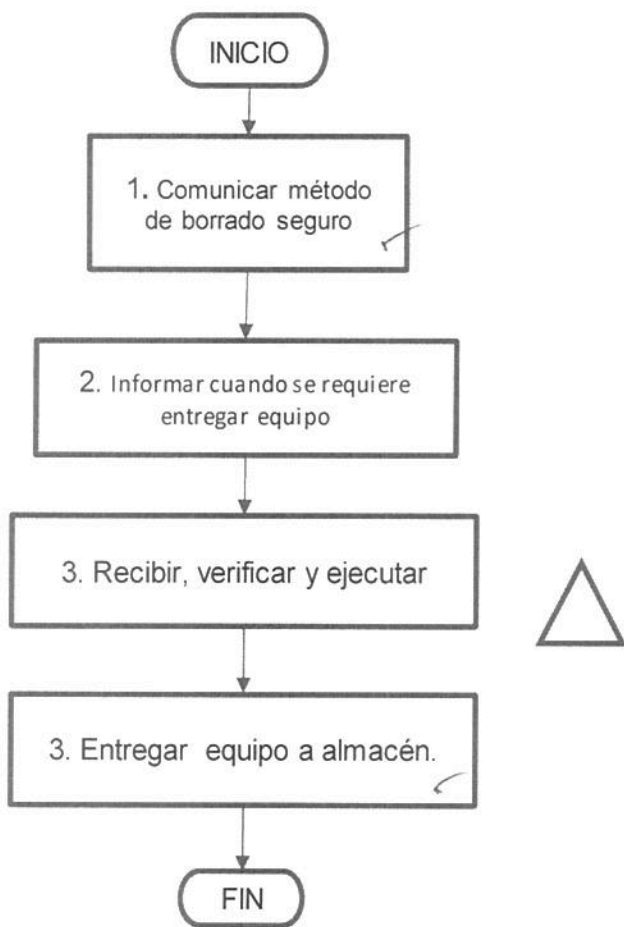 INICIO
1. Comunicar método
de borrado seguro
2. Informar cuando se requiere
entregar equipo
3. Recibir, verificar y ejecutar
3. Entregar equipo a almacén.
FIN